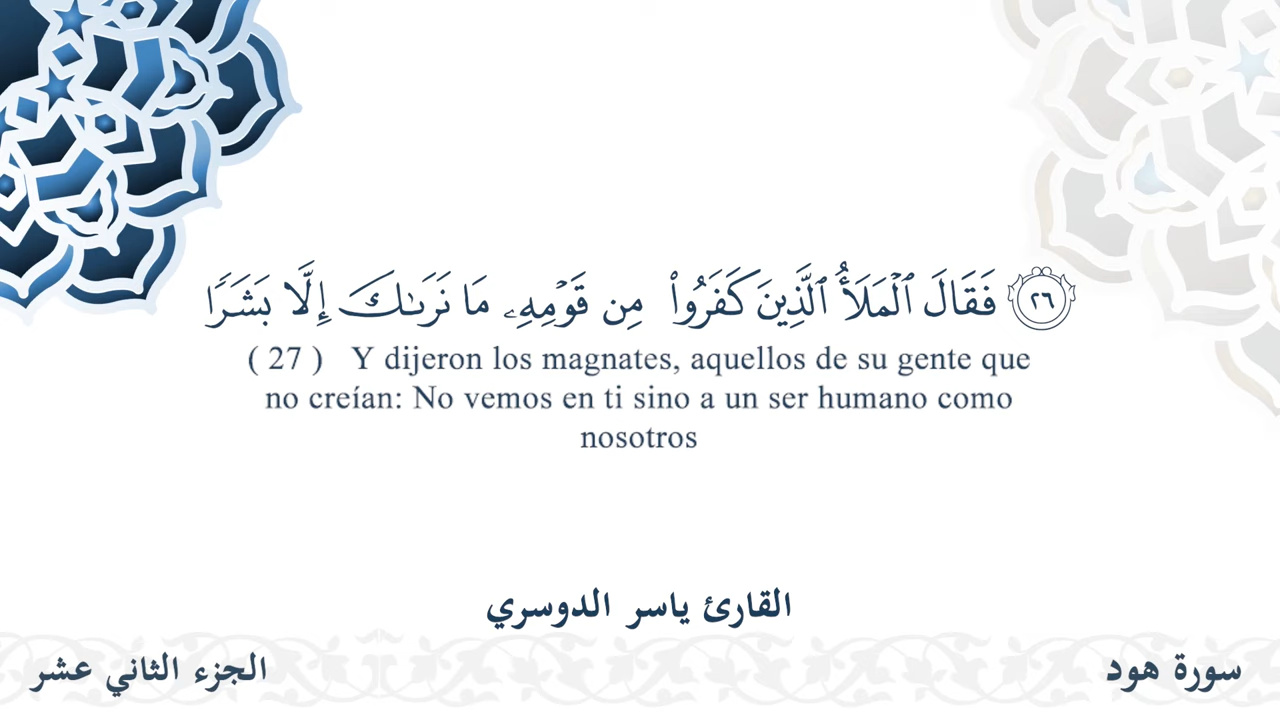 ٢٦ فَقَالَ ٱلۡمَلَأُ ٱلَّذِينَ كَفَرُواْ مِن قَوۡمِهِۦ مَا نَرَىٰكَ إِلَّا بَشَرٗا
( 27 ) Y dijeron los magnates, aquellos de su gente que
no creían: No vemos en ti sino a un ser humano como
nosotros
القارئ ياسر الدوسري
سورة هود
الجزء الثاني عشر